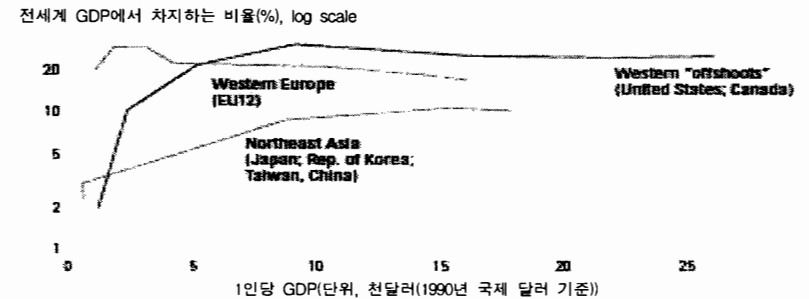 전세계 GDP에서 차지하는 비율(%), log scale
20
10
5
2
1
Western Europe
(EU12)
Western "offshoots"
(United States; Canada)
Northeast Asia
(Japan; Rep. of Korea;
Taiwan, China)
0 5 10 15 20 25
1인당 GDP(단위, 천달러(1990년 국제 달러 기준))